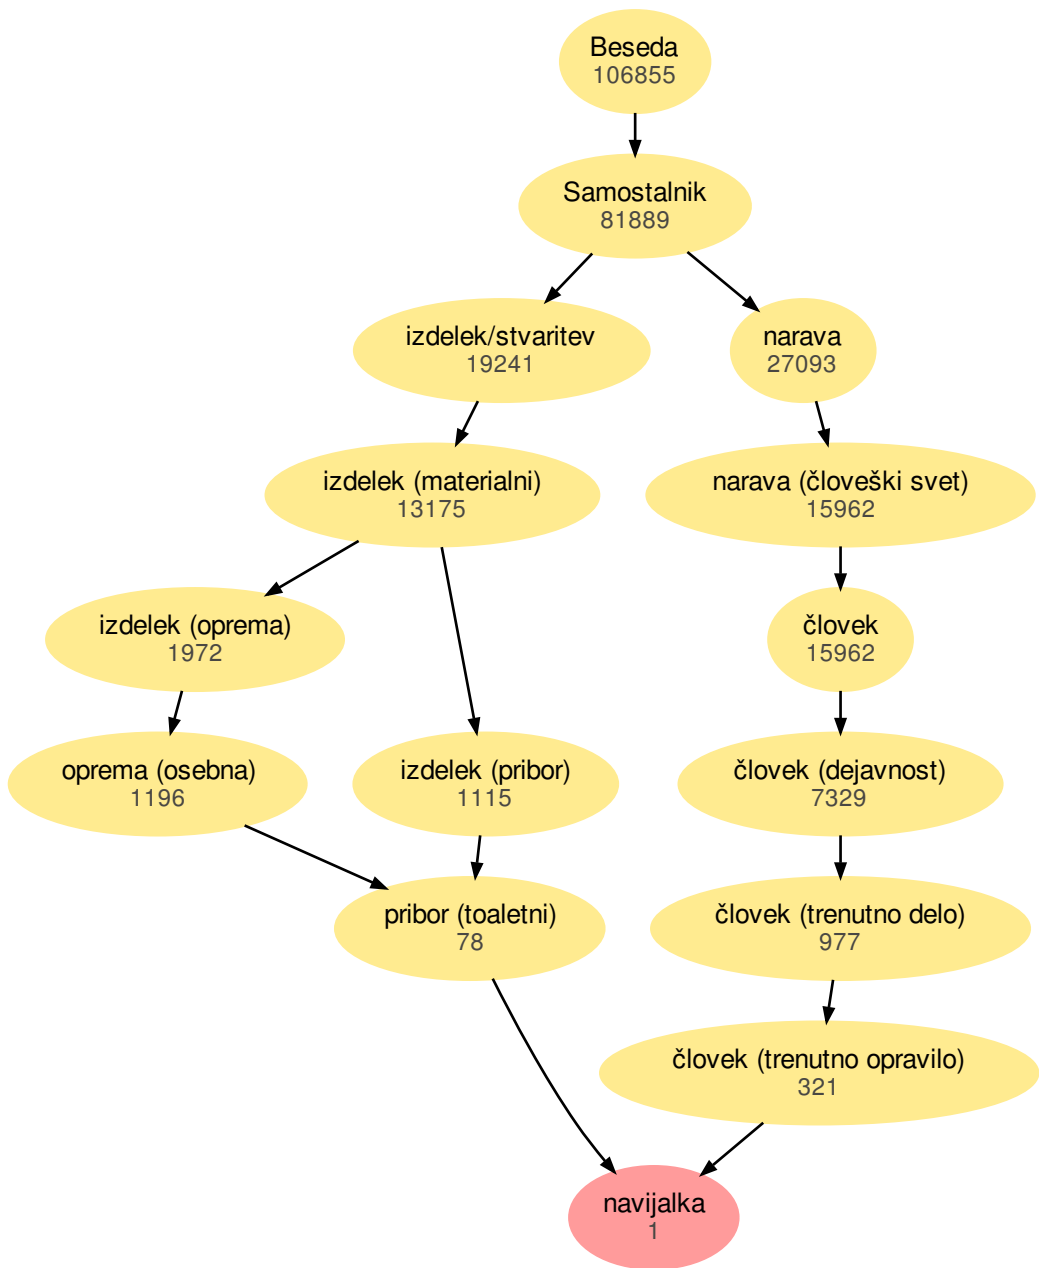 Beseda
106855
Samostalnik
81889
izdelek/stvaritev
19241
narava
27093
izdelek (materialni)
13175
narava (človeški svet)
15962
izdelek (oprema)
1972
človek
15962
oprema (osebna)
1196
izdelek (pribor)
1115
človek (dejavnost)
7329
pribor (toaletni)
78
človek (trenutno delo)
977
človek (trenutno opravilo)
321
navijalka
1